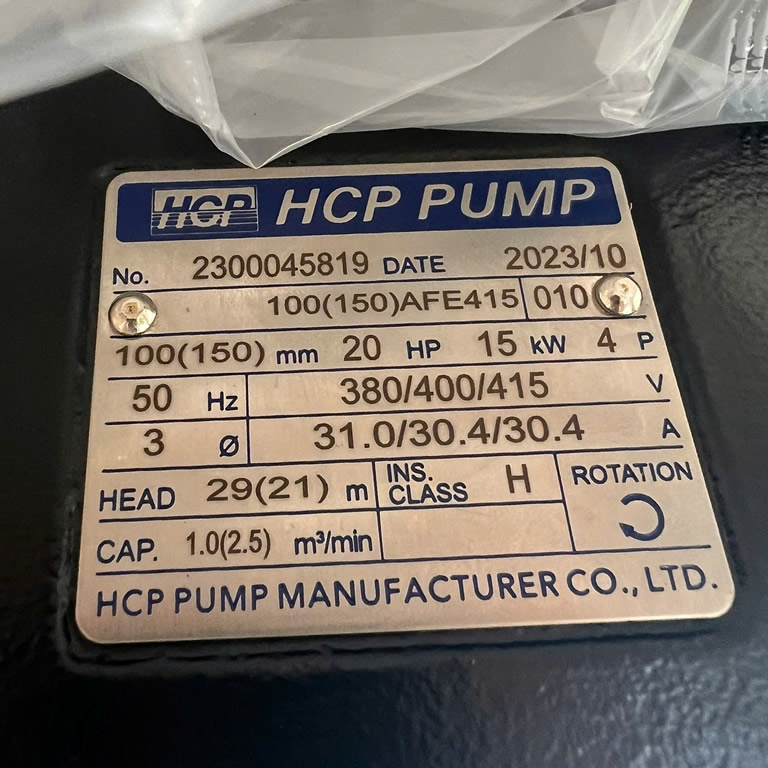 HCP HCP PUMP
No. 2300045819 DATE 2023/10
100(150)AFE415 010
100(150) mm 20 HP 15 kW 4 P
50 Hz 380/400/415 V
3 Ø 31.0/30.4/30.4 A
HEAD 29(21) m INS. CLASS H ROTATION
CAP. 1.0(2.5) m³/min
HCP PUMP MANUFACTURER CO., LTD.